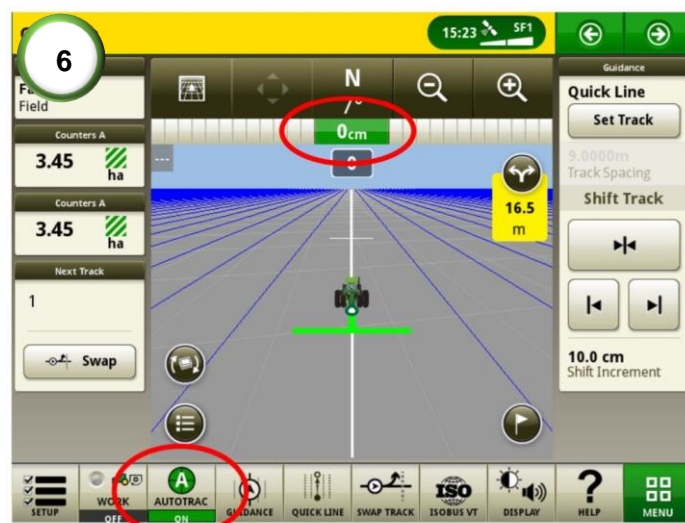 15:23 SF1
6
Field
Counters A
3.45 ha
Counters A
3.45 ha
Next Track
1
Swap
N
0cm
0
---
16.5
m
Guidance
Quick Line
Set Track
9.0000m
Track Spacing
Shift Track
10.0 cm
Shift Increment
SETUP
WORK
OFF
A
AUTOTRAC
ON
GUIDANCE
QUICK LINE
SWAP TRACK
ISO
ISOBUS VT
DISPLAY
?
HELP
MENU